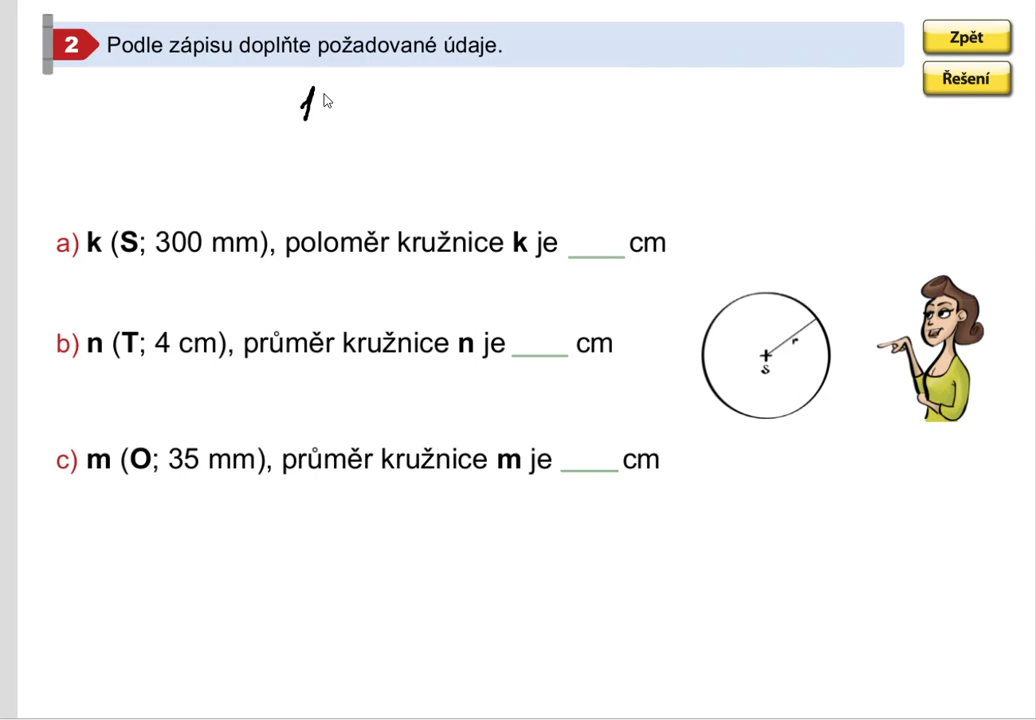 2 Podle zápisu doplňte požadované údaje.
Zpět
Řešení
1
a) k (S; 300 mm), poloměr kružnice k je ____ cm
b) n (T; 4 cm), průměr kružnice n je ____ cm
r
S
c) m (O; 35 mm), průměr kružnice m je ____ cm